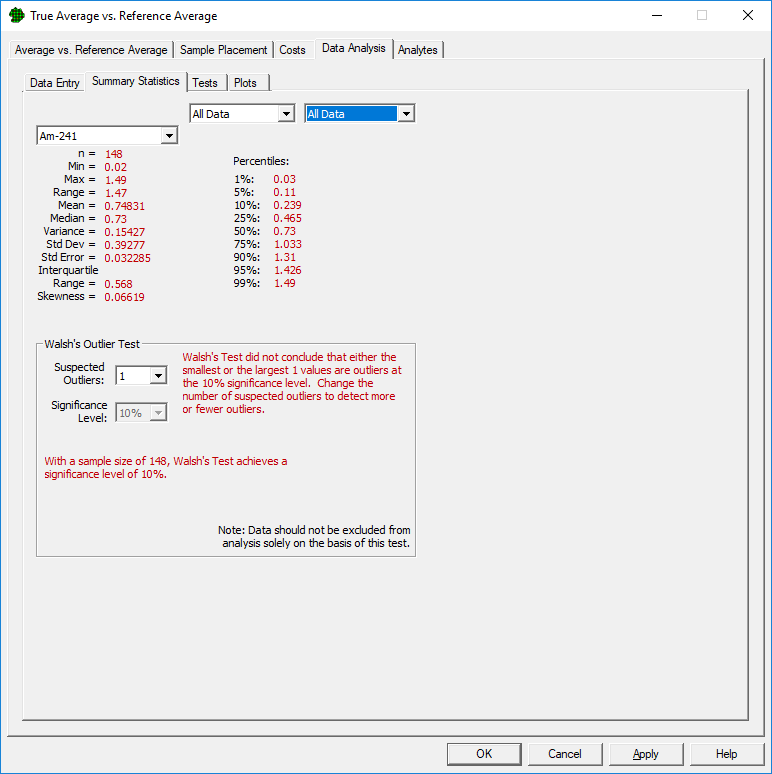 True Average vs. Reference Average
Average vs. Reference Average Sample Placement Costs Data Analysis Analytes
Data Entry Summary Statistics Tests Plots
All Data All Data
Am-241
n = 148
Min = 0.02
Max = 1.49
Range = 1.47
Mean = 0.74831
Median = 0.73
Variance = 0.15427
Std Dev = 0.39277
Std Error = 0.032285
Interquartile
Range = 0.568
Skewness = 0.06619
Percentiles:
1%: 0.03
5%: 0.11
10%: 0.239
25%: 0.465
50%: 0.73
75%: 1.033
90%: 1.31
95%: 1.426
99%: 1.49
Walsh's Outlier Test
Suspected
Outliers: 1
Significance
Level: 10%
Walsh's Test did not conclude that either the
smallest or the largest 1 values are outliers at
the 10% significance level. Change the
number of suspected outliers to detect more
or fewer outliers.
With a sample size of 148, Walsh's Test achieves a
significance level of 10%.
Note: Data should not be excluded from
analysis solely on the basis of this test.
OK Cancel Apply Help